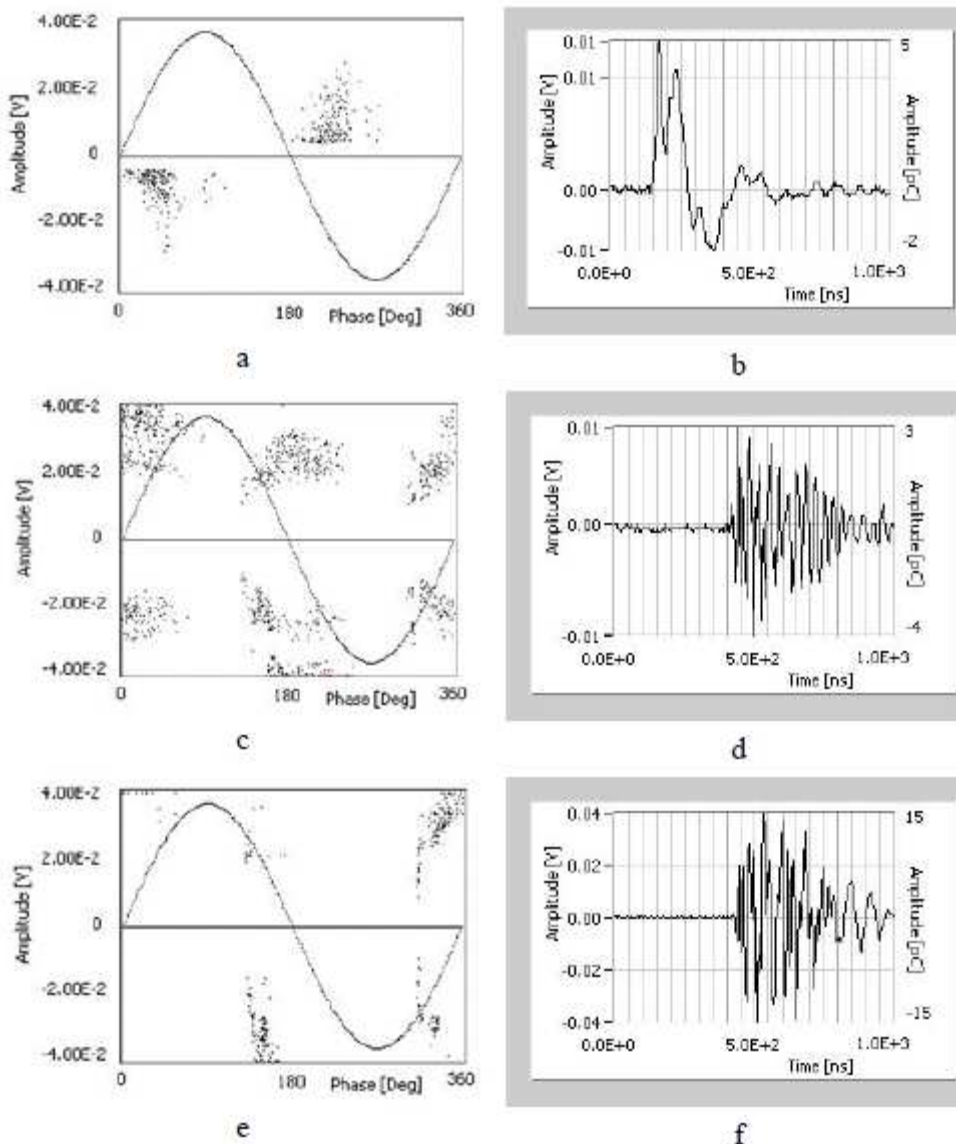 4.00E-2
2.00E-2
0
-2.00E-2
-4.00E-2
Amplitude [V]
0
180
360
Phase [Deg]
a
0.01
0.01
0.00
-0.01
Amplitude [V]
5
-2
Amplitude [pC]
0.0E+0
5.0E+2
1.0E+3
Time [ns]
b
4.00E-2
2.00E-2
0
-2.00E-2
-4.00E-2
Amplitude [V]
0
180
360
Phase [Deg]
c
0.01
0.00
-0.01
Amplitude [V]
3
-4
Amplitude [pC]
0.0E+0
5.0E+2
1.0E+3
Time [ns]
d
4.00E-2
2.00E-2
0
-2.00E-2
-4.00E-2
Amplitude [V]
0
180
360
Phase [Deg]
e
0.04
0.02
0.00
-0.02
-0.04
Amplitude [V]
15
-15
Amplitude [pC]
0.0E+0
5.0E+2
1.0E+3
Time [ns]
f